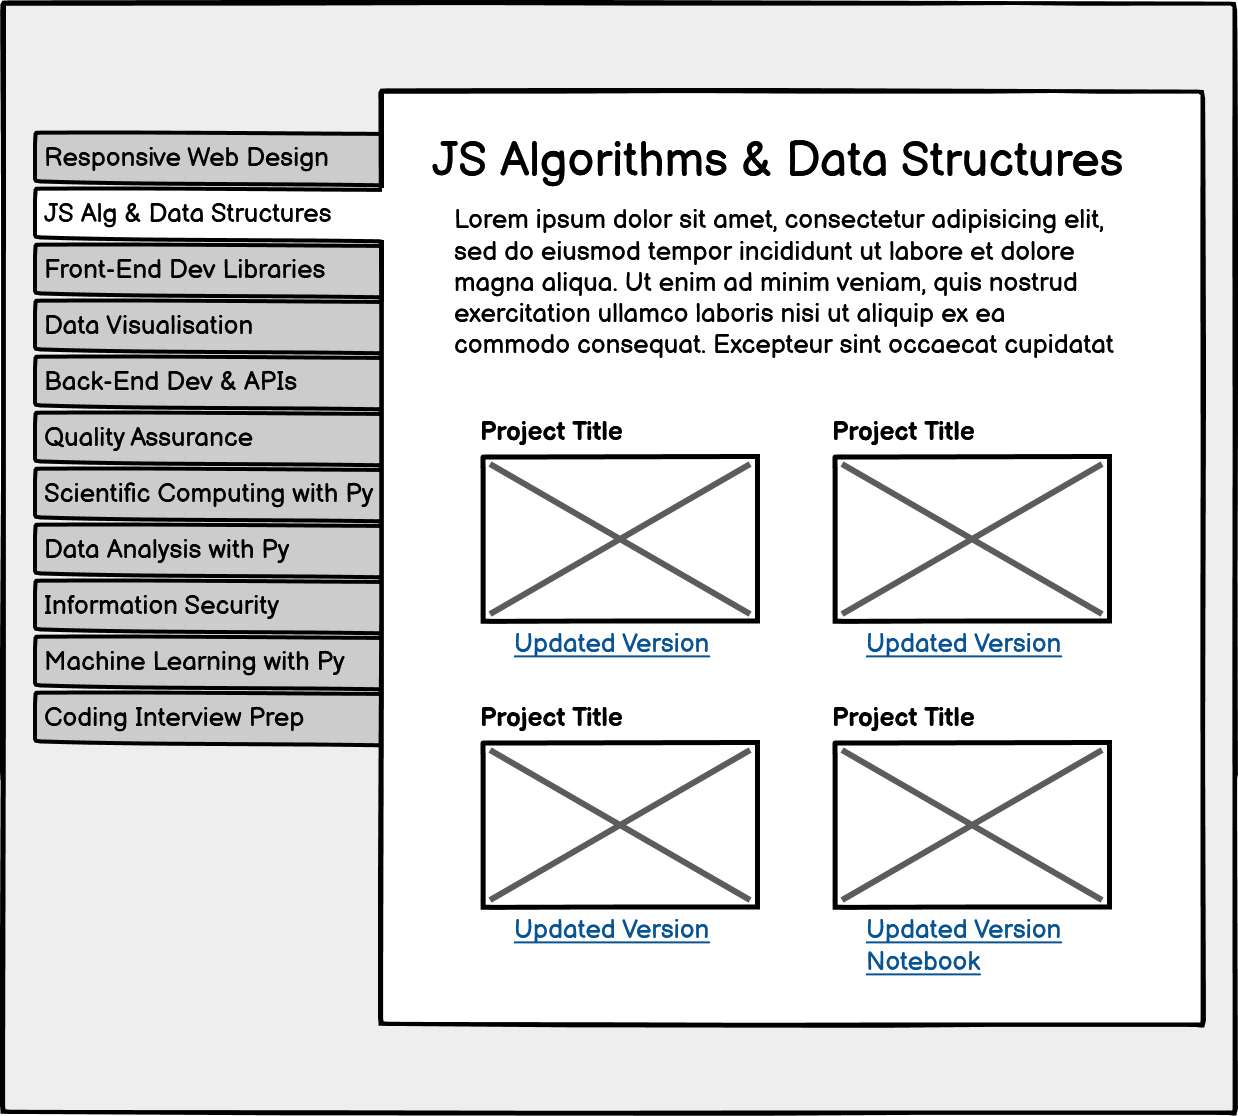 Responsive Web Design
JS Alg & Data Structures
Front-End Dev Libraries
Data Visualisation
Back-End Dev & APIs
Quality Assurance
Scientific Computing with Py
Data Analysis with Py
Information Security
Machine Learning with Py
Coding Interview Prep
JS Algorithms & Data Structures
Lorem ipsum dolor sit amet, consectetur adipisicing elit,
sed do eiusmod tempor incididunt ut labore et dolore
magna aliqua. Ut enim ad minim veniam, quis nostrud
exercitation ullamco laboris nisi ut aliquip ex ea
commodo consequat. Excepteur sint occaecat cupidatat
Project Title
Updated Version
Project Title
Updated Version
Project Title
Updated Version
Project Title
Updated Version
Notebook